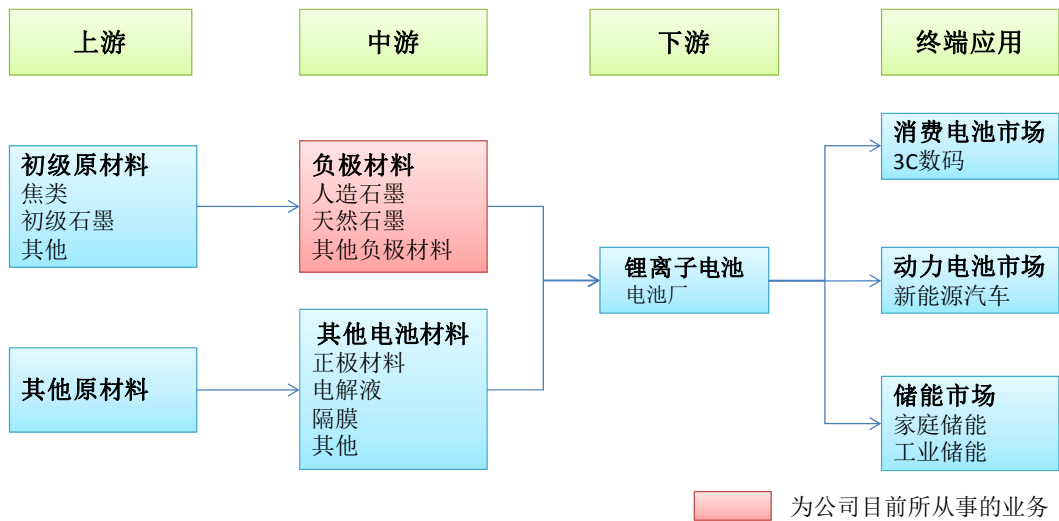 上游
中游
下游
终端应用
初级原材料
焦类
初级石墨
其他
负极材料
人造石墨
天然石墨
其他负极材料
其他原材料
其他电池材料
正极材料
电解液
隔膜
其他
锂离子电池
电池厂
消费电池市场
3C数码
动力电池市场
新能源汽车
储能市场
家庭储能
工业储能
为公司目前所从事的业务